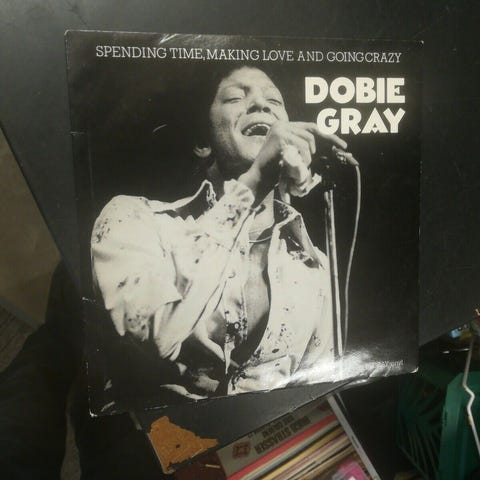 SPENDING TIME, MAKING LOVE AND GOING CRAZY
DOBIE
GRAY